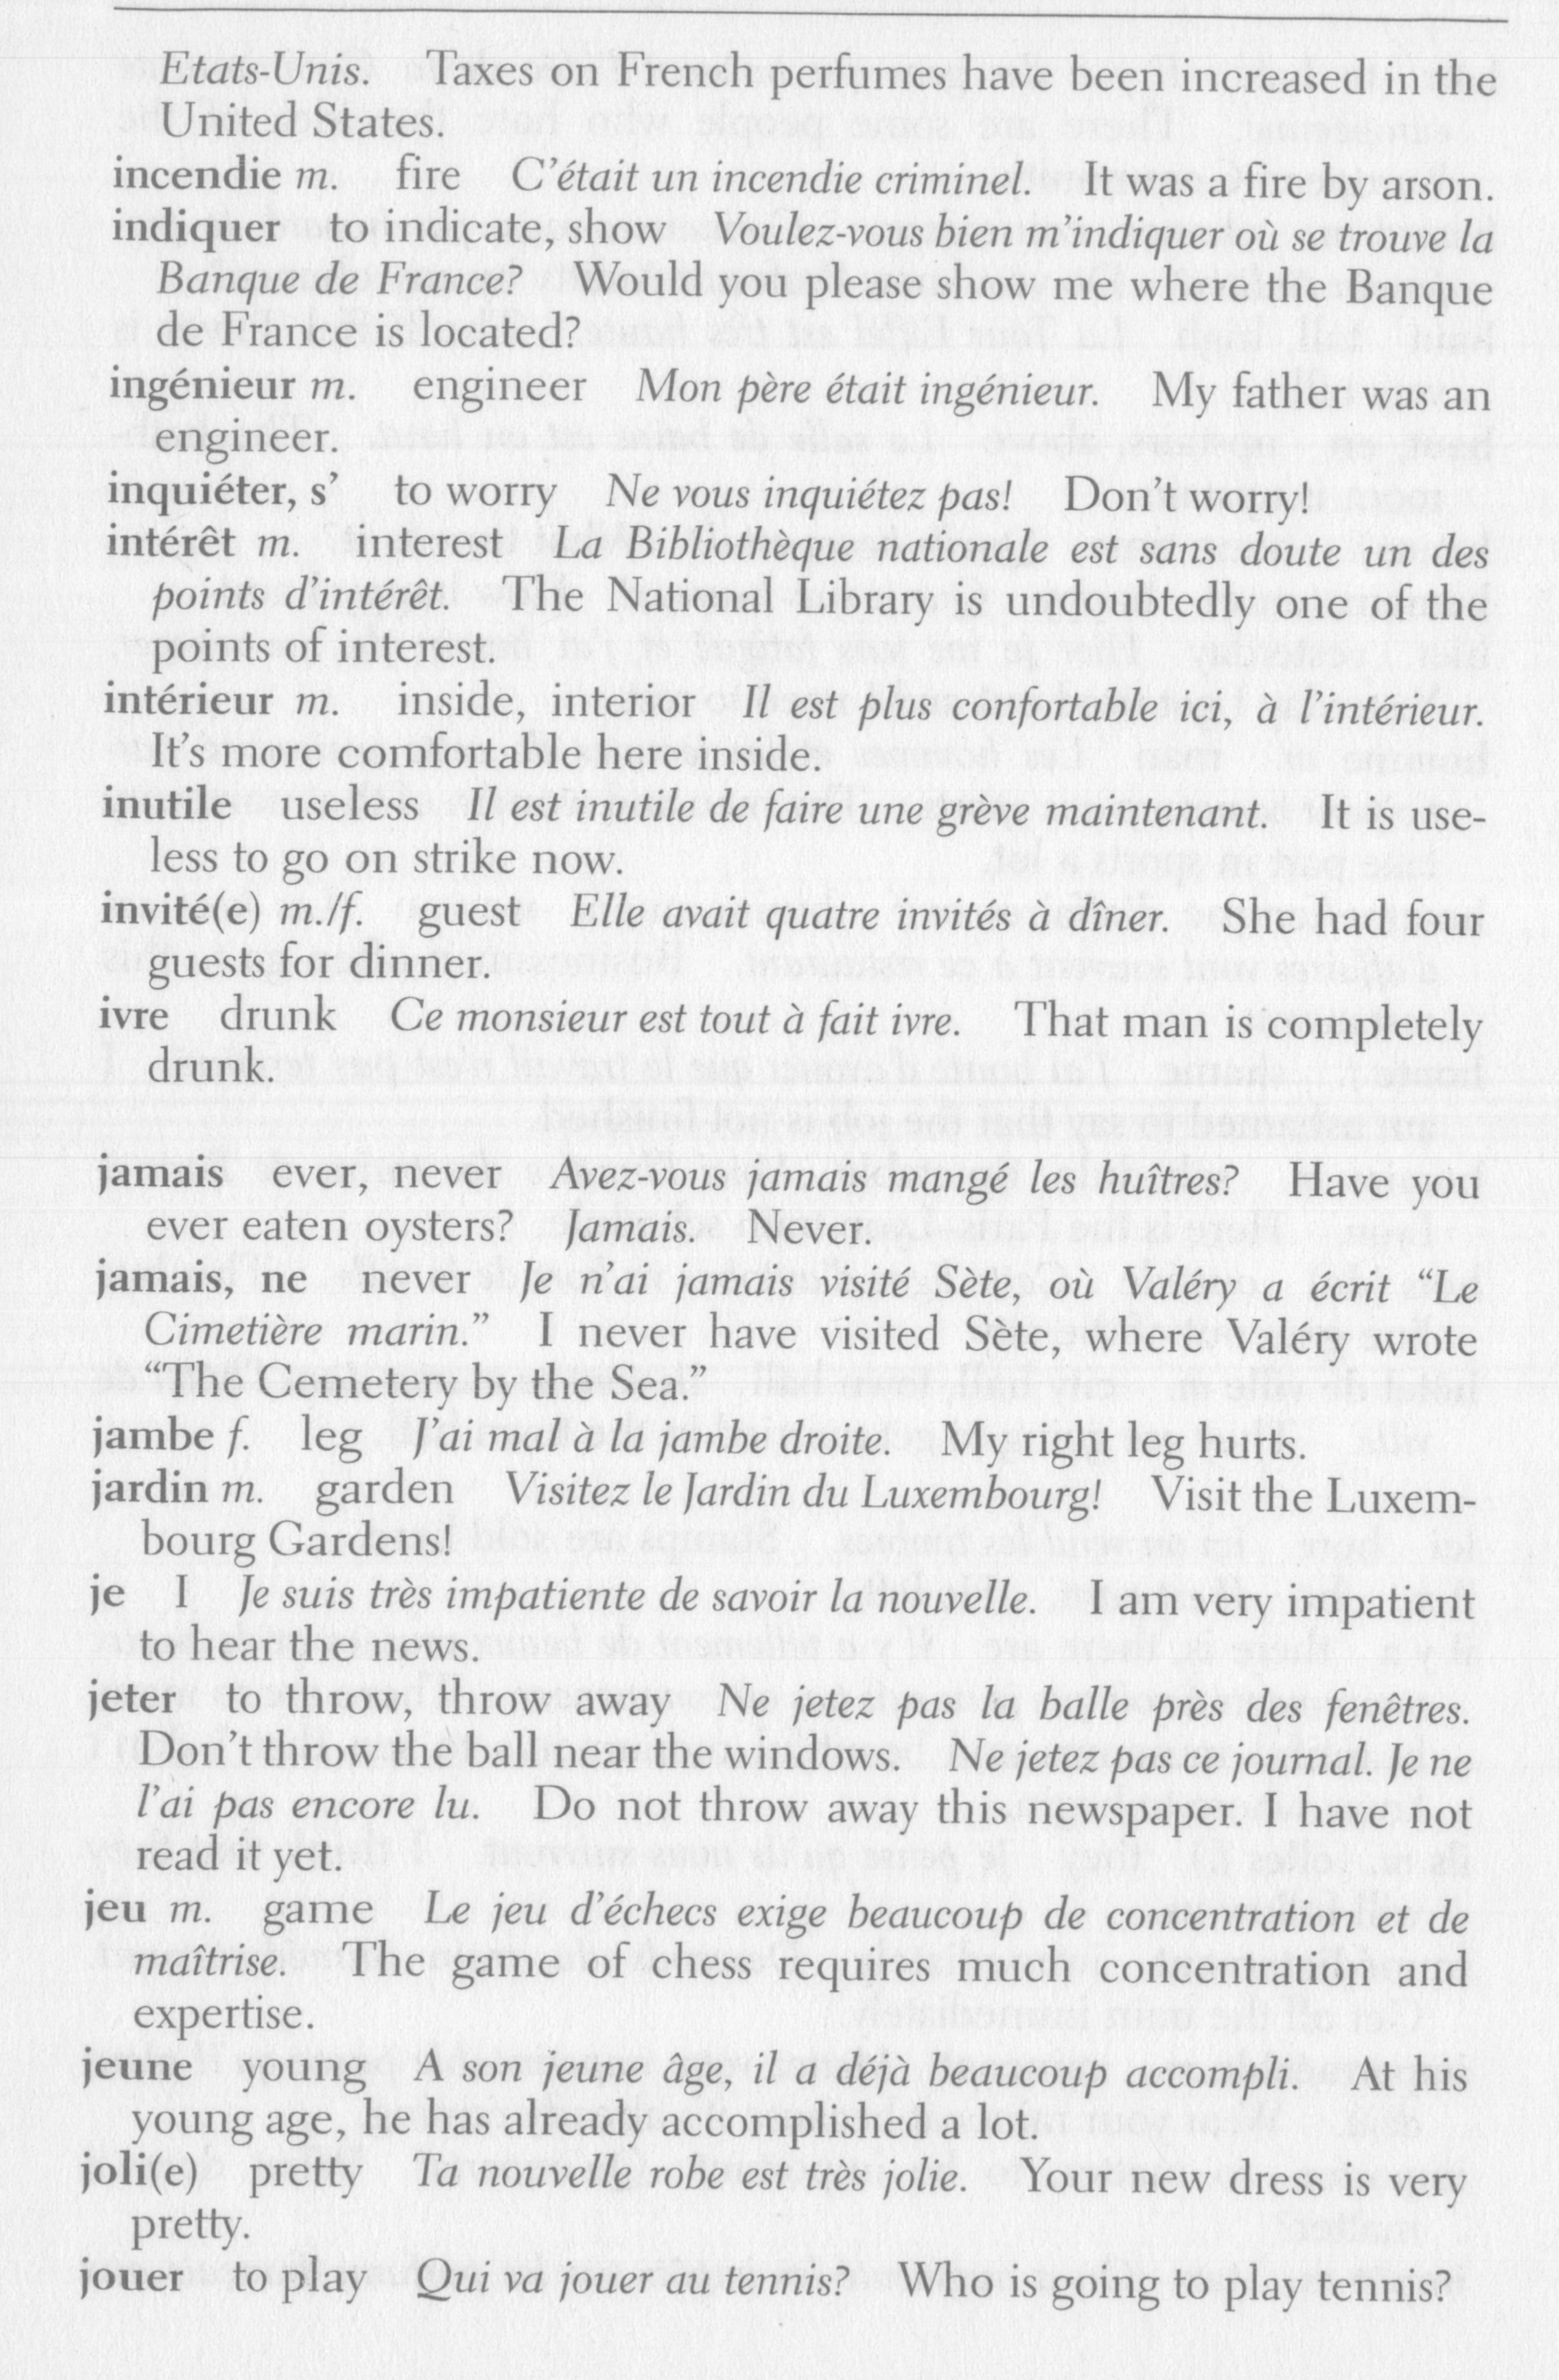 Etats-Unis. Taxes on French perfumes have been increased in the
United States.
incendie m. fire C'était un incendie criminel. It was a fire by arson.
indiquer to indicate, show Voulez-vous bien m'indiquer où se trouve la
Banque de France? Would you please show me where the Banque
de France is located?
ingénieur m. engineer Mon père était ingénieur. My father was an
engineer.
inquiéter, s' to worry Ne vous inquiétez pas! Don't worry!
intérêt m. interest La Bibliothèque nationale est sans doute un des
points d'intérêt. The National Library is undoubtedly one of the
points of interest.
intérieur m. inside, interior Il est plus confortable ici, à l'intérieur.
It's more comfortable here inside.
inutile useless Il est inutile de faire une grève maintenant. It is use-
less to go on strike now.
invité(e) m./f. guest Elle avait quatre invités à dîner. She had four
guests for dinner.
ivre drunk Ce monsieur est tout à fait ivre. That man is completely
drunk.
jamais ever, never Avez-vous jamais mangé les huîtres? Have you
ever eaten oysters? Jamais. Never.
jamais, ne never Je n'ai jamais visité Sète, où Valéry a écrit “Le
Cimetière marin.” I never have visited Sète, where Valéry wrote
“The Cemetery by the Sea.”
jambe f. leg J'ai mal à la jambe droite. My right leg hurts.
jardin m. garden Visitez le Jardin du Luxembourg! Visit the Luxem-
bourg Gardens!
je I Je suis très impatiente de savoir la nouvelle. I am very impatient
to hear the news.
jeter to throw, throw away Ne jetez pas la balle près des fenêtres.
Don't throw the ball near the windows. Ne jetez pas ce journal. Je ne
l'ai pas encore lu. Do not throw away this newspaper. I have not
read it yet.
jeu m. game Le jeu d'échecs exige beaucoup de concentration et de
maîtrise. The game of chess requires much concentration and
expertise.
jeune young A son jeune âge, il a déjà beaucoup accompli. At his
young age, he has already accomplished a lot.
joli(e) pretty Ta nouvelle robe est très jolie. Your new dress is very
pretty.
jouer to play Qui va jouer au tennis? Who is going to play tennis?